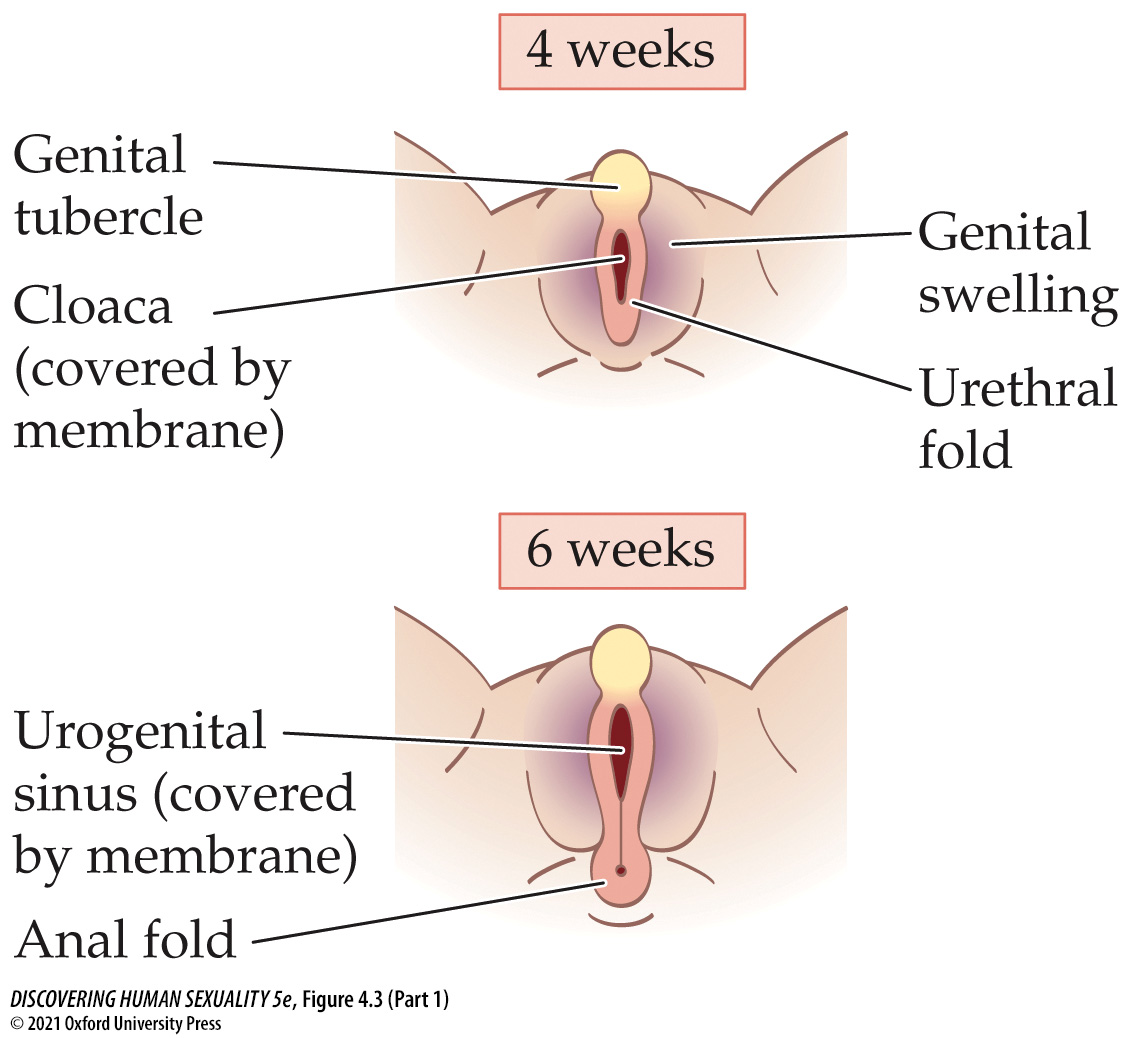 4 weeks
Genital
tubercle
Cloaca
(covered by
membrane)
Genital
swelling
Urethral
fold
6 weeks
Urogenital
sinus (covered
by membrane)
Anal fold
DISCOVERING HUMAN SEXUALITY 5e, Figure 4.3 (Part 1)
© 2021 Oxford University Press